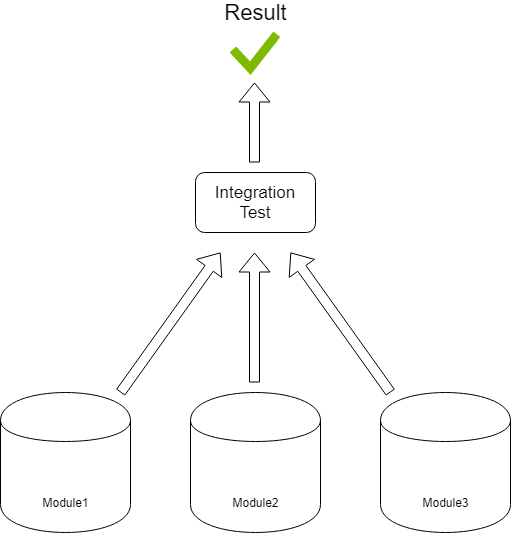 Result
Integration
Test
Module1
Module2
Module3